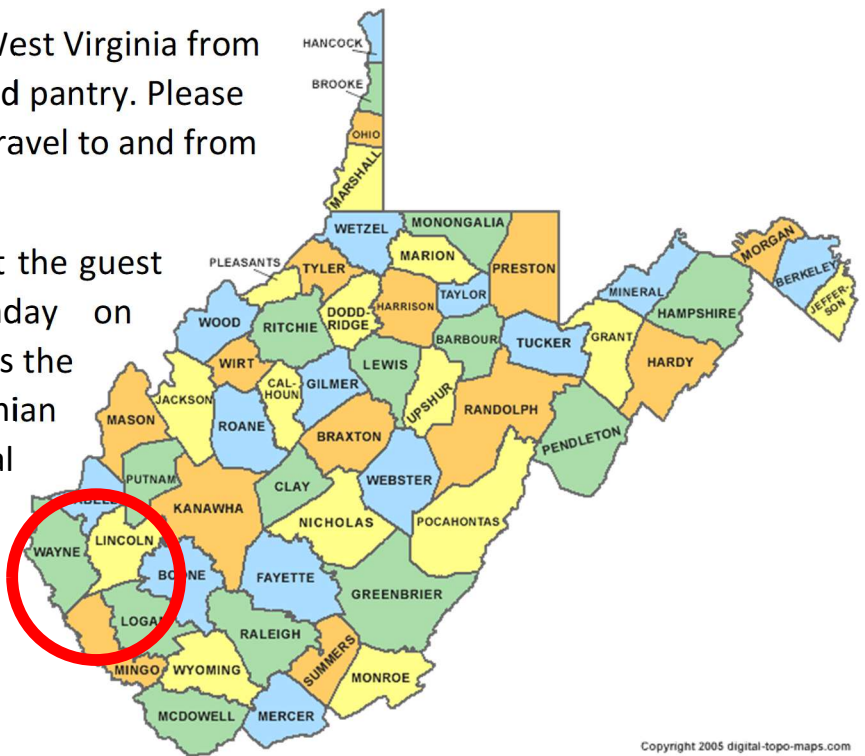 West Virginia from
d pantry. Please
ravel to and from
t the guest
day on
s the
nian
al
HANCOCK
BROOKE
OHIO
MARSHALL
WETZEL
MONONGALIA
MARION
PRESTON
PLEASANTS
TYLER
MORGAN
BERKELEY
JEFFER-
SON
MINERAL
HAMPSHIRE
WOOD
RITCHIE
DODD-
RIDGE
HARRISON
TAYLOR
BARBOUR
TUCKER
GRANT
HARDY
WIRT
LEWIS
CAL-
HOUN
GILMER
UPSHUR
RANDOLPH
JACKSON
MASON
ROANE
BRAXTON
PENDLETON
PUTNAM
KANAWHA
CLAY
WEBSTER
NICHOLAS
POCAHONTAS
WAYNE
LINCOLN
BOONE
FAYETTE
GREENBRIER
LOGAN
RALEIGH
SUMMERS
MINGO
WYOMING
MONROE
MCDOWELL
MERCER
Copyright 2005 digital-topo-maps.com